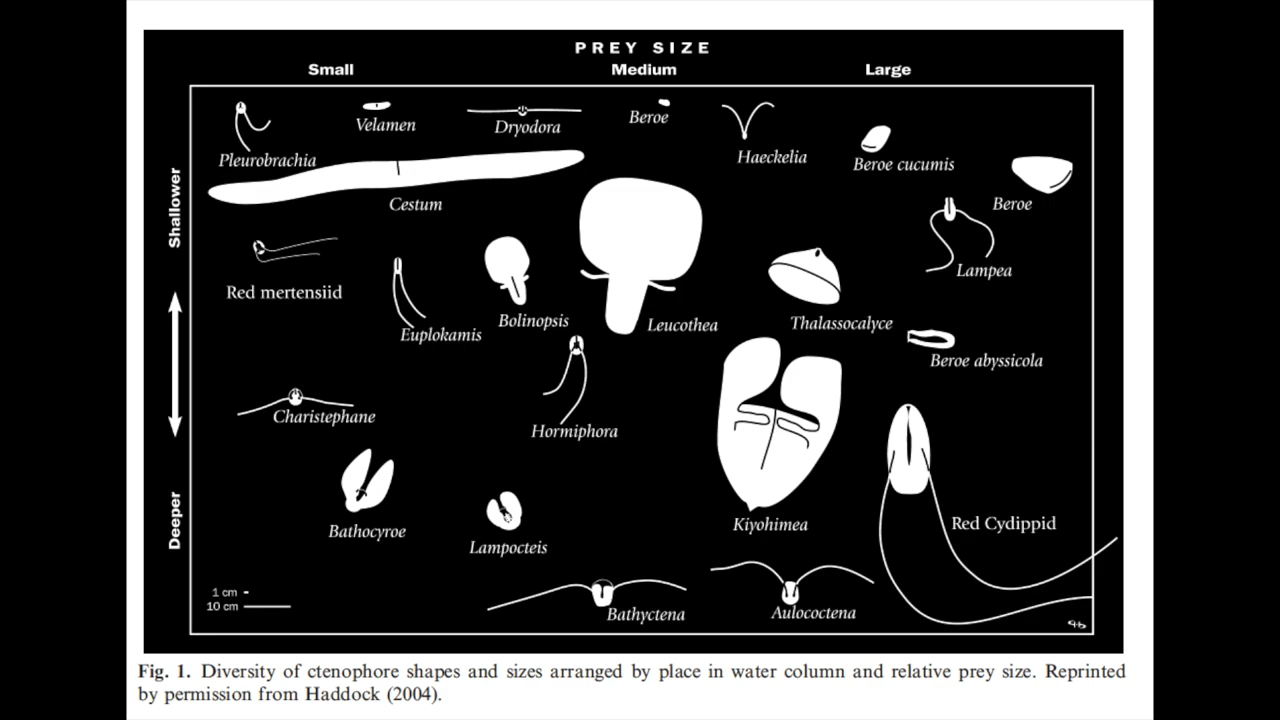 PREY SIZE
Small Medium Large
Pleurobrachia
Velamen
Dryodora
Beroe
Haeckelia
Beroe cucumis
Beroe
Cestum
Lampea
Red mertensiid
Euplokamis
Bolinopsis
Leucothea
Thalassocalyce
Beroe abyssicola
Charistephane
Hormiphora
Bathocyroe
Lampocteis
Kiyohimea
Red Cydippid
Bathyctena
Aulococtena
Shallower
Deeper
1 cm
10 cm
Fig. 1. Diversity of ctenophore shapes and sizes arranged by place in water column and relative prey size. Reprinted
by permission from Haddock (2004).